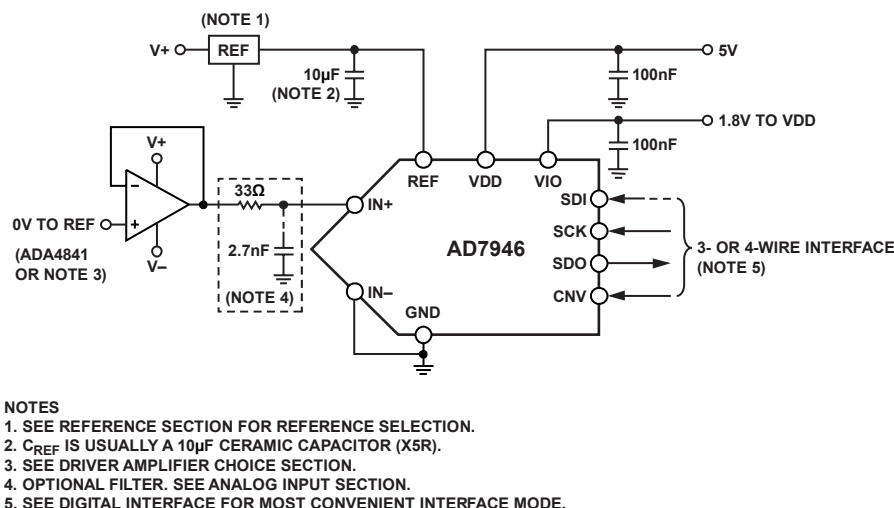 (NOTE 1)
V+
REF
10µF
(NOTE 2)
100nF
5V
100nF
1.8V TO VDD
V+
−
+
0V TO REF
(ADA4841
OR NOTE 3)
V−
33Ω
2.7nF
(NOTE 4)
REF
VDD
VIO
IN+
IN−
AD7946
GND
SDI
SCK
SDO
CNV
3- OR 4-WIRE INTERFACE
(NOTE 5)
NOTES
1. SEE REFERENCE SECTION FOR REFERENCE SELECTION.
2. CREF IS USUALLY A 10µF CERAMIC CAPACITOR (X5R).
3. SEE DRIVER AMPLIFIER CHOICE SECTION.
4. OPTIONAL FILTER. SEE ANALOG INPUT SECTION.
5. SEE DIGITAL INTERFACE FOR MOST CONVENIENT INTERFACE MODE.